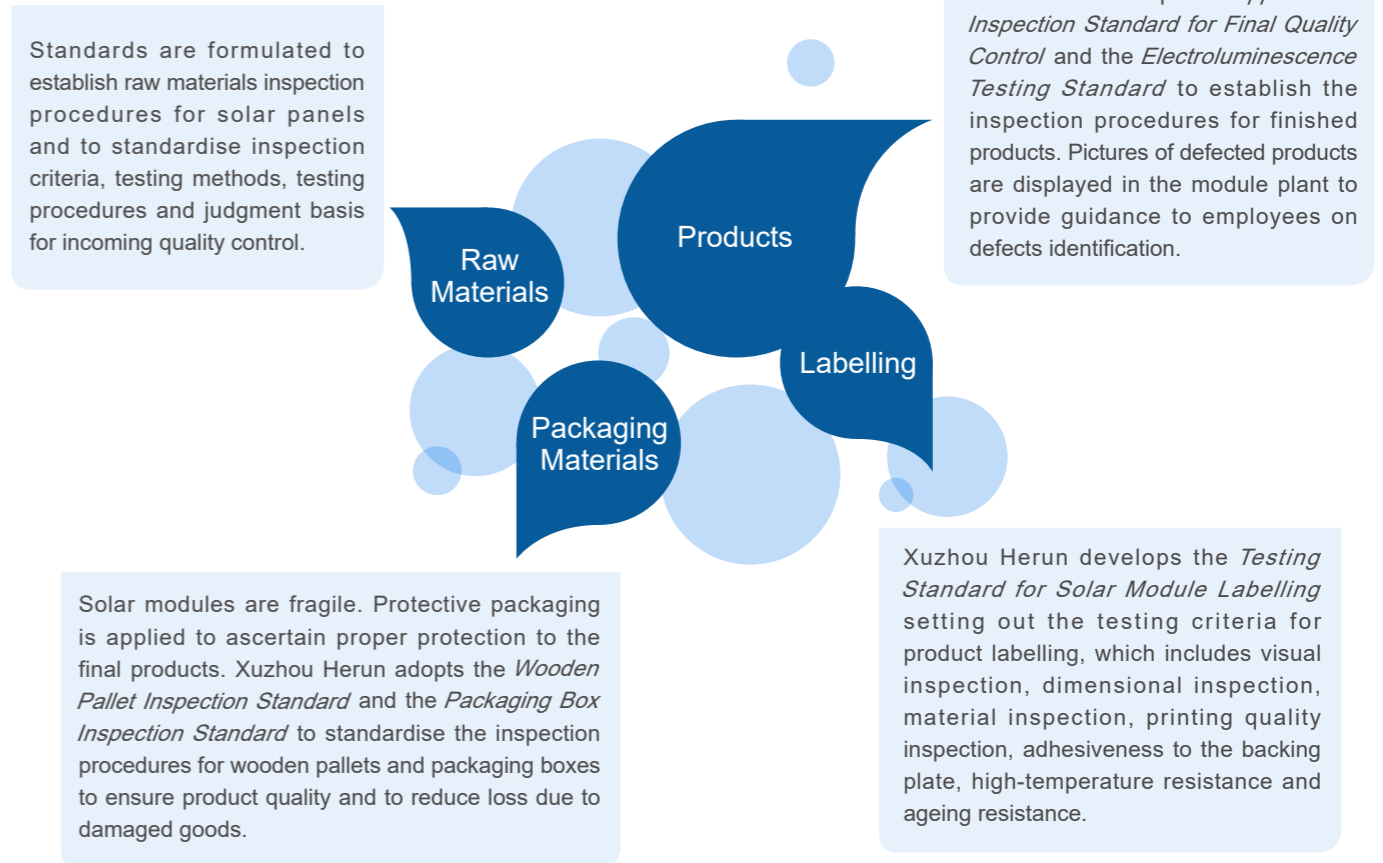 Standards are formulated to
establish raw materials inspection
procedures for solar panels
and to standardise inspection
criteria, testing methods, testing
procedures and judgment basis
for incoming quality control.
Inspection Standard for Final Quality
Control and the Electroluminescence
Testing Standard to establish the
inspection procedures for finished
products. Pictures of defected products
are displayed in the module plant to
provide guidance to employees on
defects identification.
Products
Raw
Materials
Labelling
Packaging
Materials
Solar modules are fragile. Protective packaging
is applied to ascertain proper protection to the
final products. Xuzhou Herun adopts the Wooden
Pallet Inspection Standard and the Packaging Box
Inspection Standard to standardise the inspection
procedures for wooden pallets and packaging boxes
to ensure product quality and to reduce loss due to
damaged goods.
Xuzhou Herun develops the Testing
Standard for Solar Module Labelling
setting out the testing criteria for
product labelling, which includes visual
inspection, dimensional inspection,
material inspection, printing quality
inspection, adhesiveness to the backing
plate, high-temperature resistance and
ageing resistance.